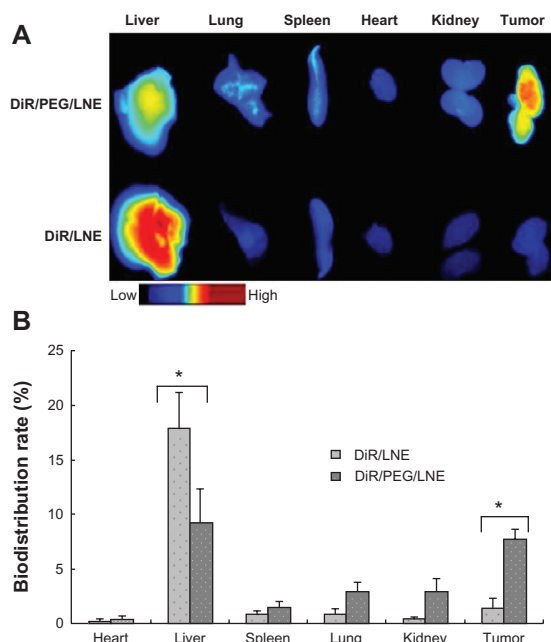 A
Liver Lung Spleen Heart Kidney Tumor
DiR/PEG/LNE
DiR/LNE
Low High
B
Biodistribution rate (%)
25
20
15
10
5
0
*
*
DiR/LNE
DiR/PEG/LNE
Heart Liver Spleen Lung Kidney Tumor